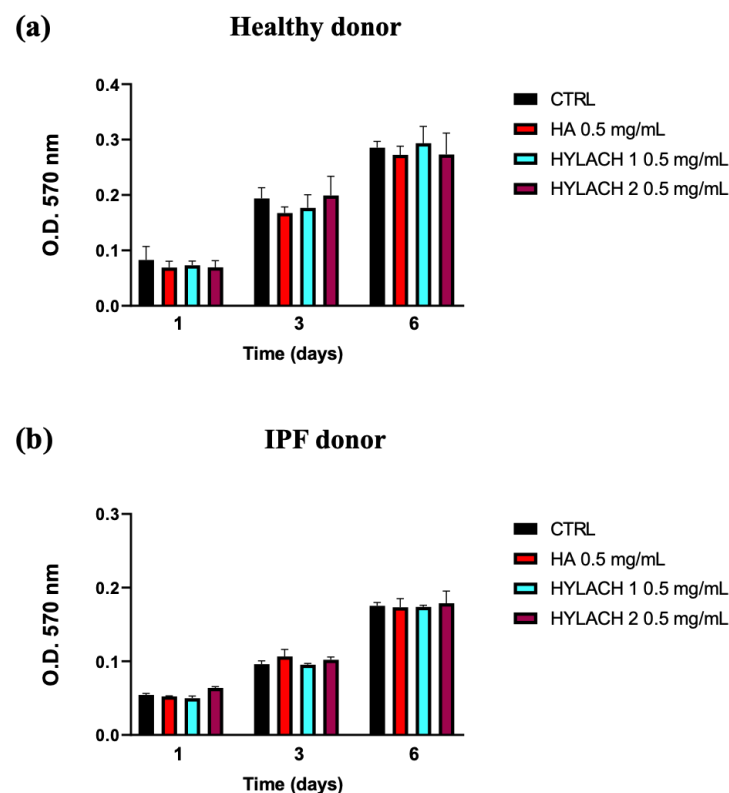 (a)
Healthy donor
O.D. 570 nm
0.4
0.3
0.2
0.1
0.0
1 3 6
Time (days)
CTRL
HA 0.5 mg/mL
HYLACH 1 0.5 mg/mL
HYLACH 2 0.5 mg/mL
(b)
IPF donor
O.D. 570 nm
0.3
0.2
0.1
0.0
1 3 6
Time (days)
CTRL
HA 0.5 mg/mL
HYLACH 1 0.5 mg/mL
HYLACH 2 0.5 mg/mL